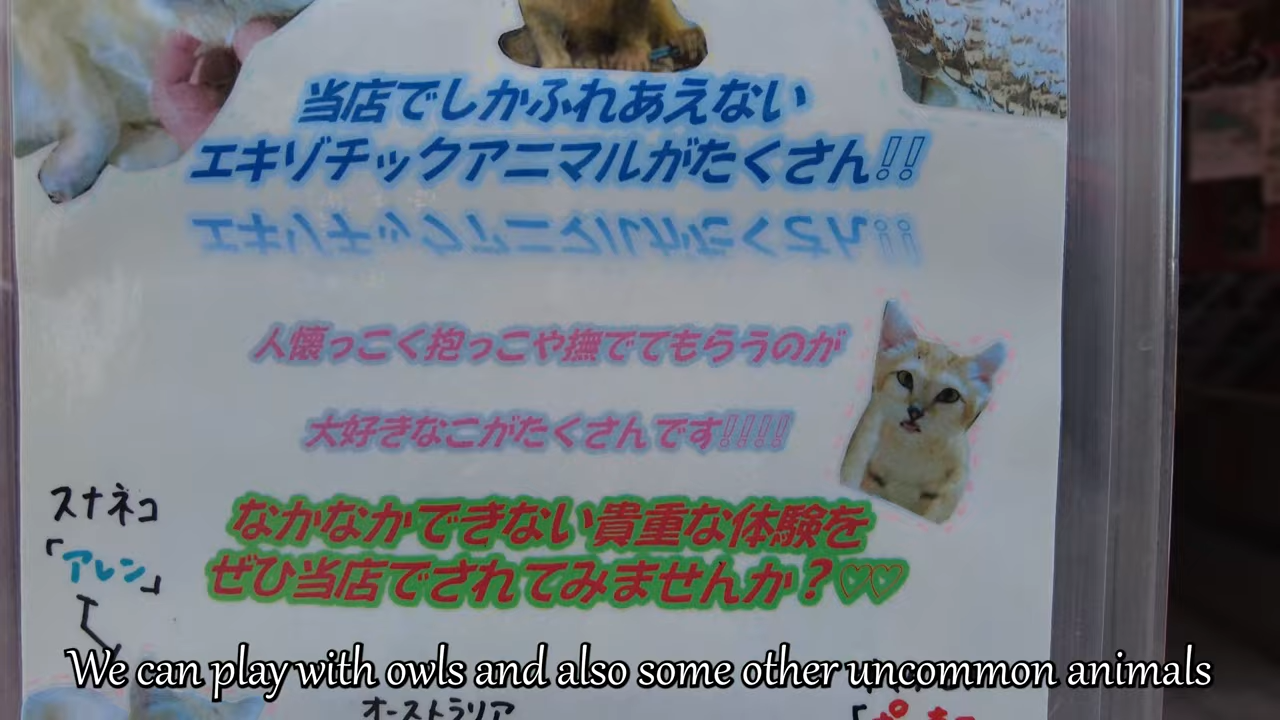 当店でしかふれあえない
エキゾチックアニマルがたくさん!!
人懐っこく抱っこや撫でてもらうのが
大好きなこがたくさんです!!!!
スナネコ
「アレン」
なかなかできない貴重な体験を
ぜひ当店でされてみませんか?♡♡
We can play with owls and also some other uncommon animals
オーストラリア